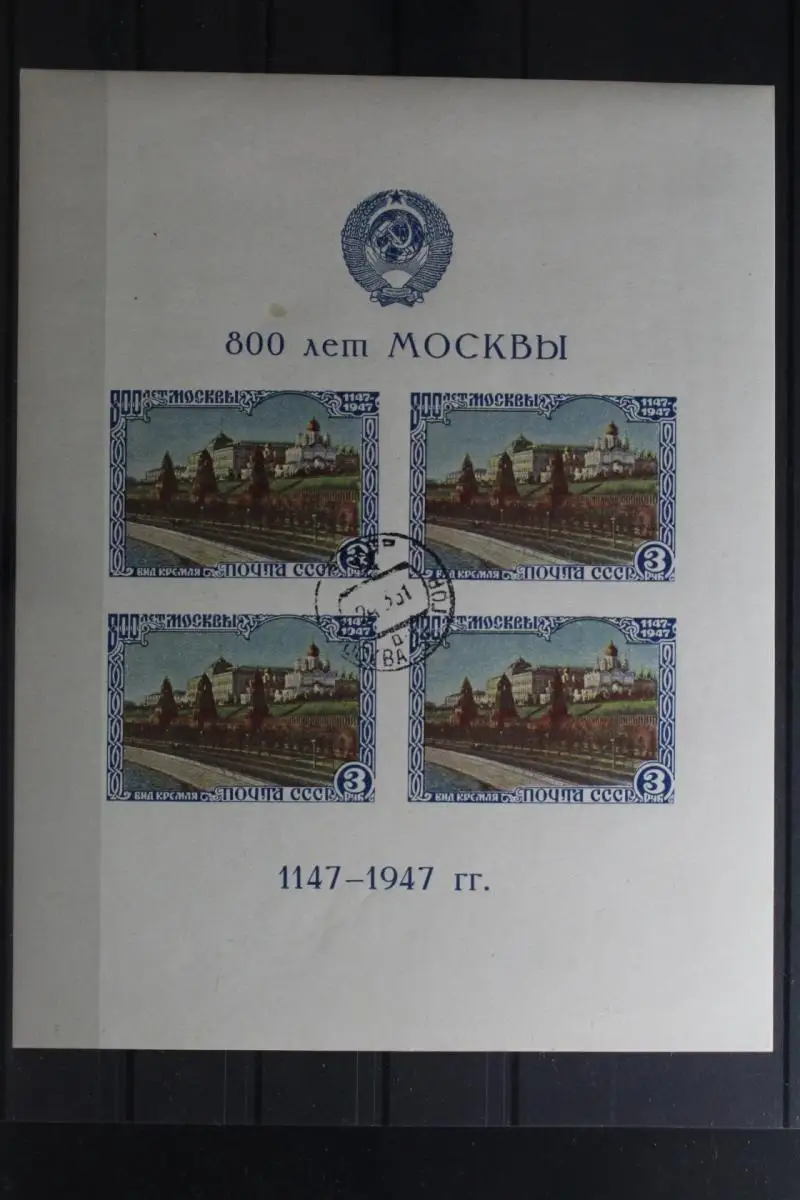 800 лет МОСКВЫ
800 ЛЕТ МОСКВЫ 1147-1947
800 ЛЕТ МОСКВЫ 1147-1947
ВИД КРЕМЛЯ ПОЧТА СССР РУБ
ВИД КРЕМЛЯ ПОЧТА СССР 3 РУБ
МОСКВА
800 ЛЕТ МОСКВЫ 1147-1947
800 ЛЕТ МОСКВЫ 1147-1947
ВИД КРЕМЛЯ ПОЧТА СССР 3 РУБ
ВИД КРЕМЛЯ ПОЧТА СССР 3 РУБ
1147–1947 гг.